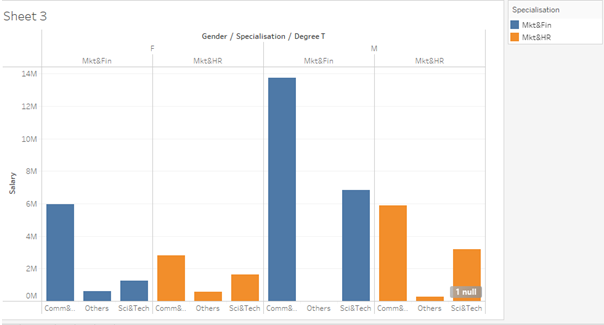 Sheet 3
Specialisation
Mkt&Fin
Mkt&HR
Gender / Specialisation / Degree T
F M
Mkt&Fin Mkt&HR Mkt&Fin Mkt&HR
14M
12M
10M
8M
6M
4M
2M
0M
Salary
1 null
Comm&.. Others Sci&Tech Comm&.. Others Sci&Tech Comm&.. Others Sci&Tech Comm&.. Others Sci&Tech